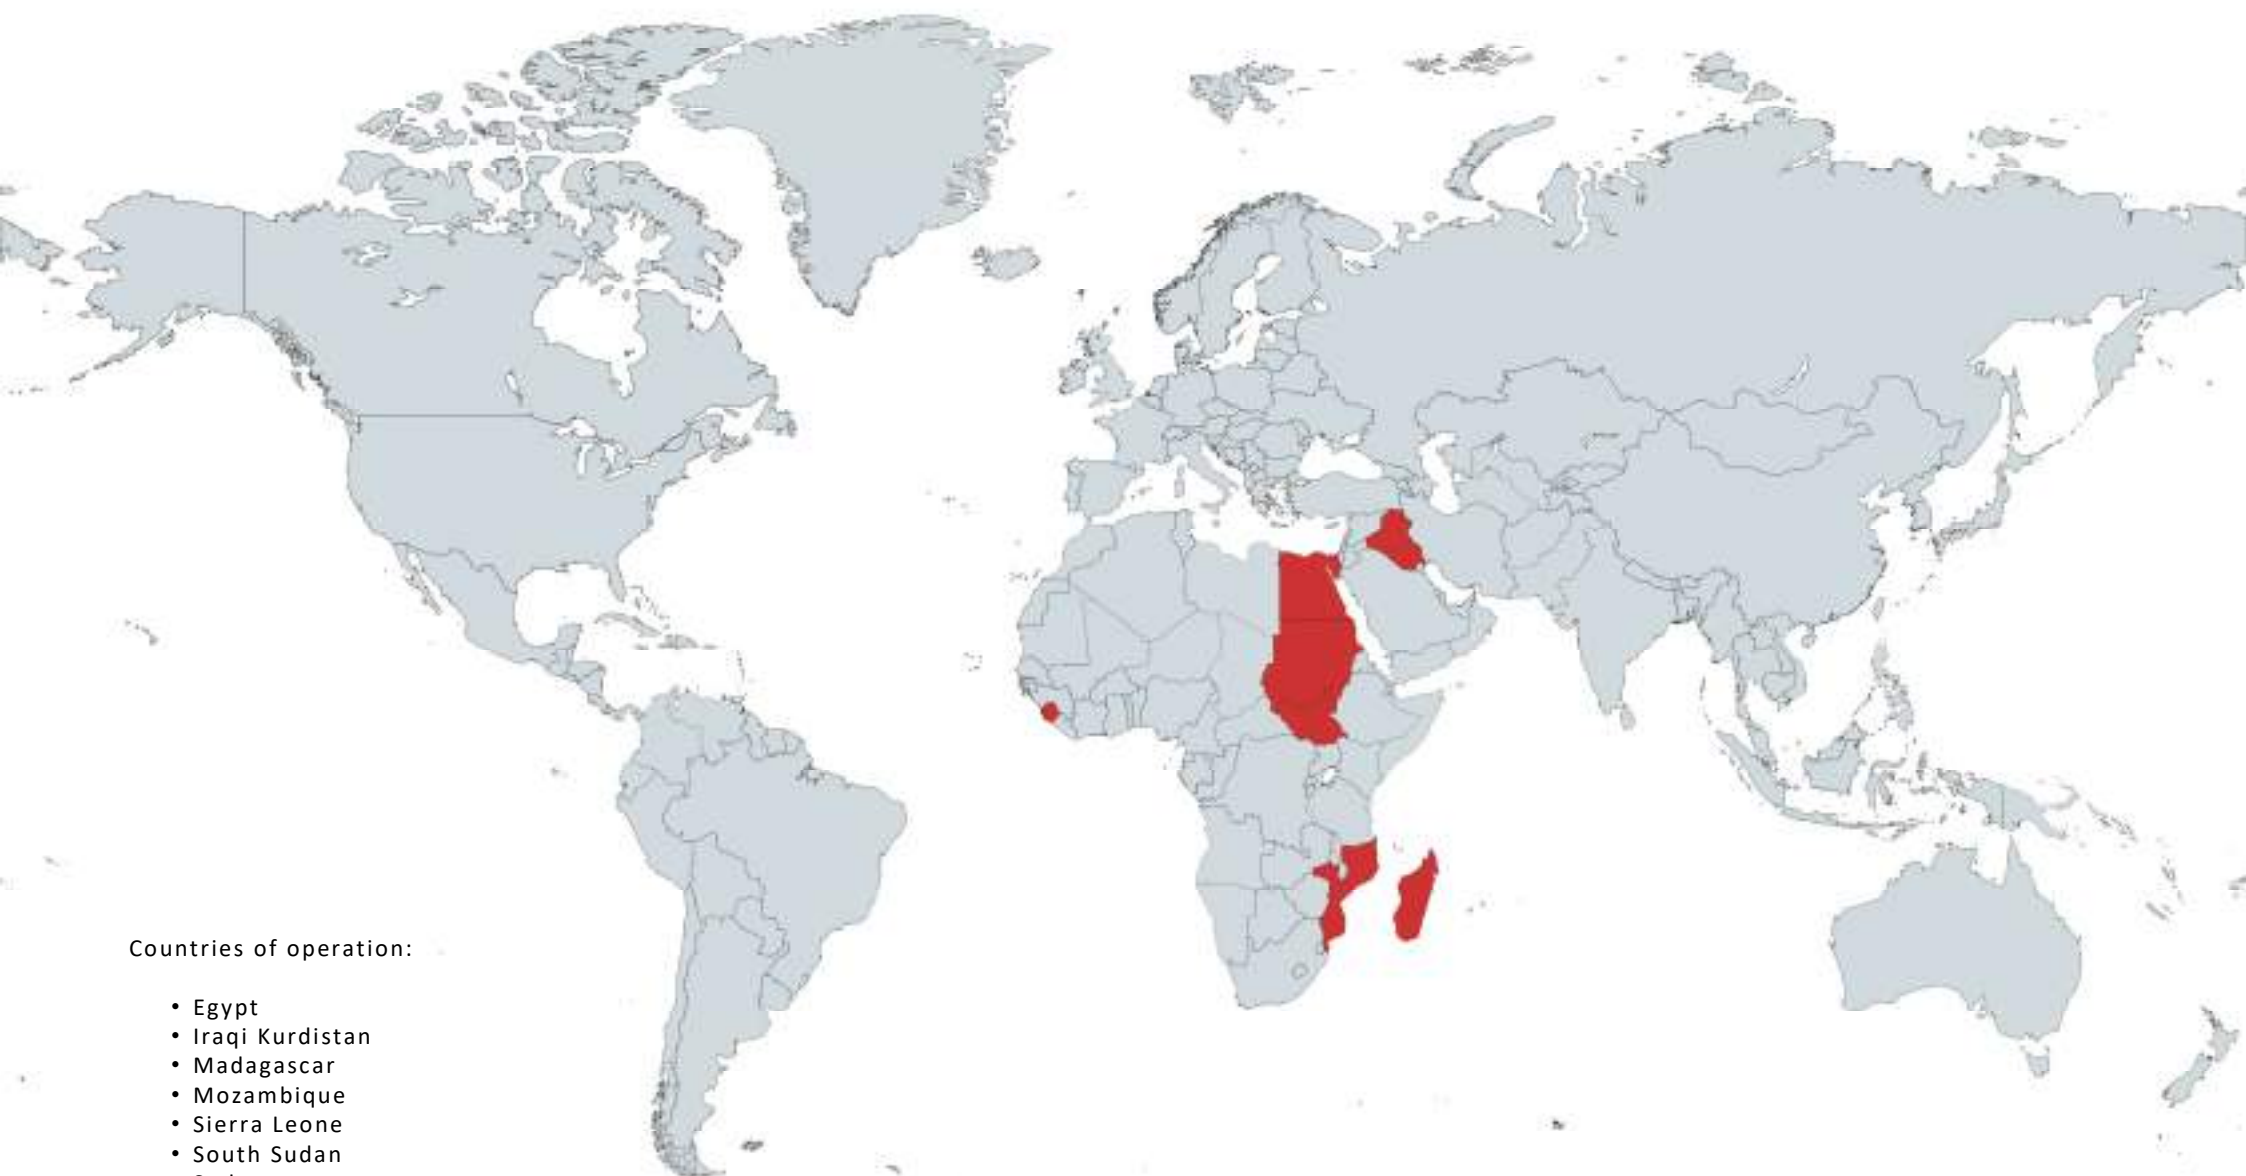 Countries of operation:
• Egypt
• Iraqi Kurdistan
• Madagascar
• Mozambique
• Sierra Leone
• South Sudan